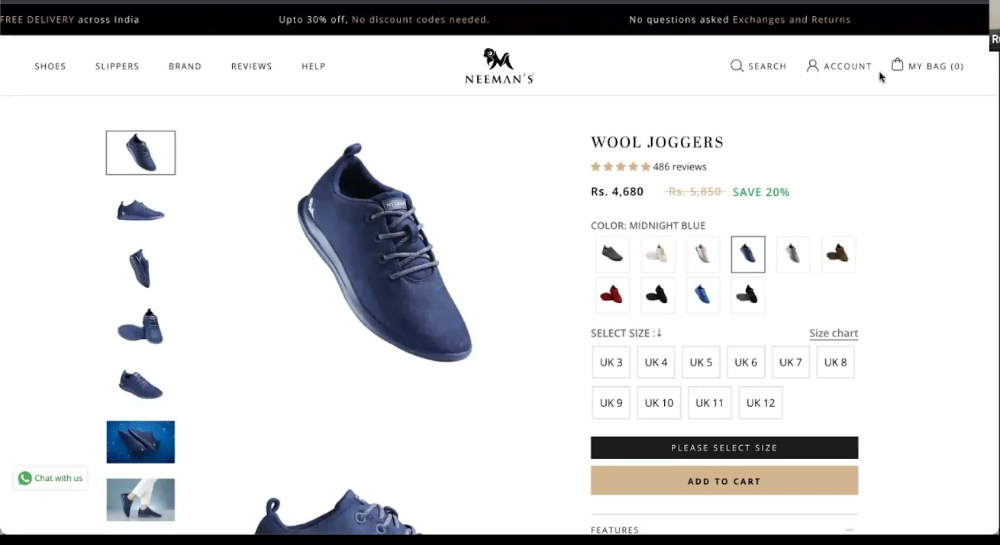 FREE DELIVERY across India
Upto 30% off, No discount codes needed.
No questions asked Exchanges and Returns
SHOES
SLIPPERS
BRAND
REVIEWS
HELP
NEEMAN'S
SEARCH
ACCOUNT
MY BAG (0)
WOOL JOGGERS
486 reviews
Rs. 4,680 Rs. 5,850 SAVE 20%
COLOR: MIDNIGHT BLUE
SELECT SIZE :↓ Size chart
UK 3 UK 4 UK 5 UK 6 UK 7 UK 8
UK 9 UK 10 UK 11 UK 12
PLEASE SELECT SIZE
ADD TO CART
Chat with us
FEATURES